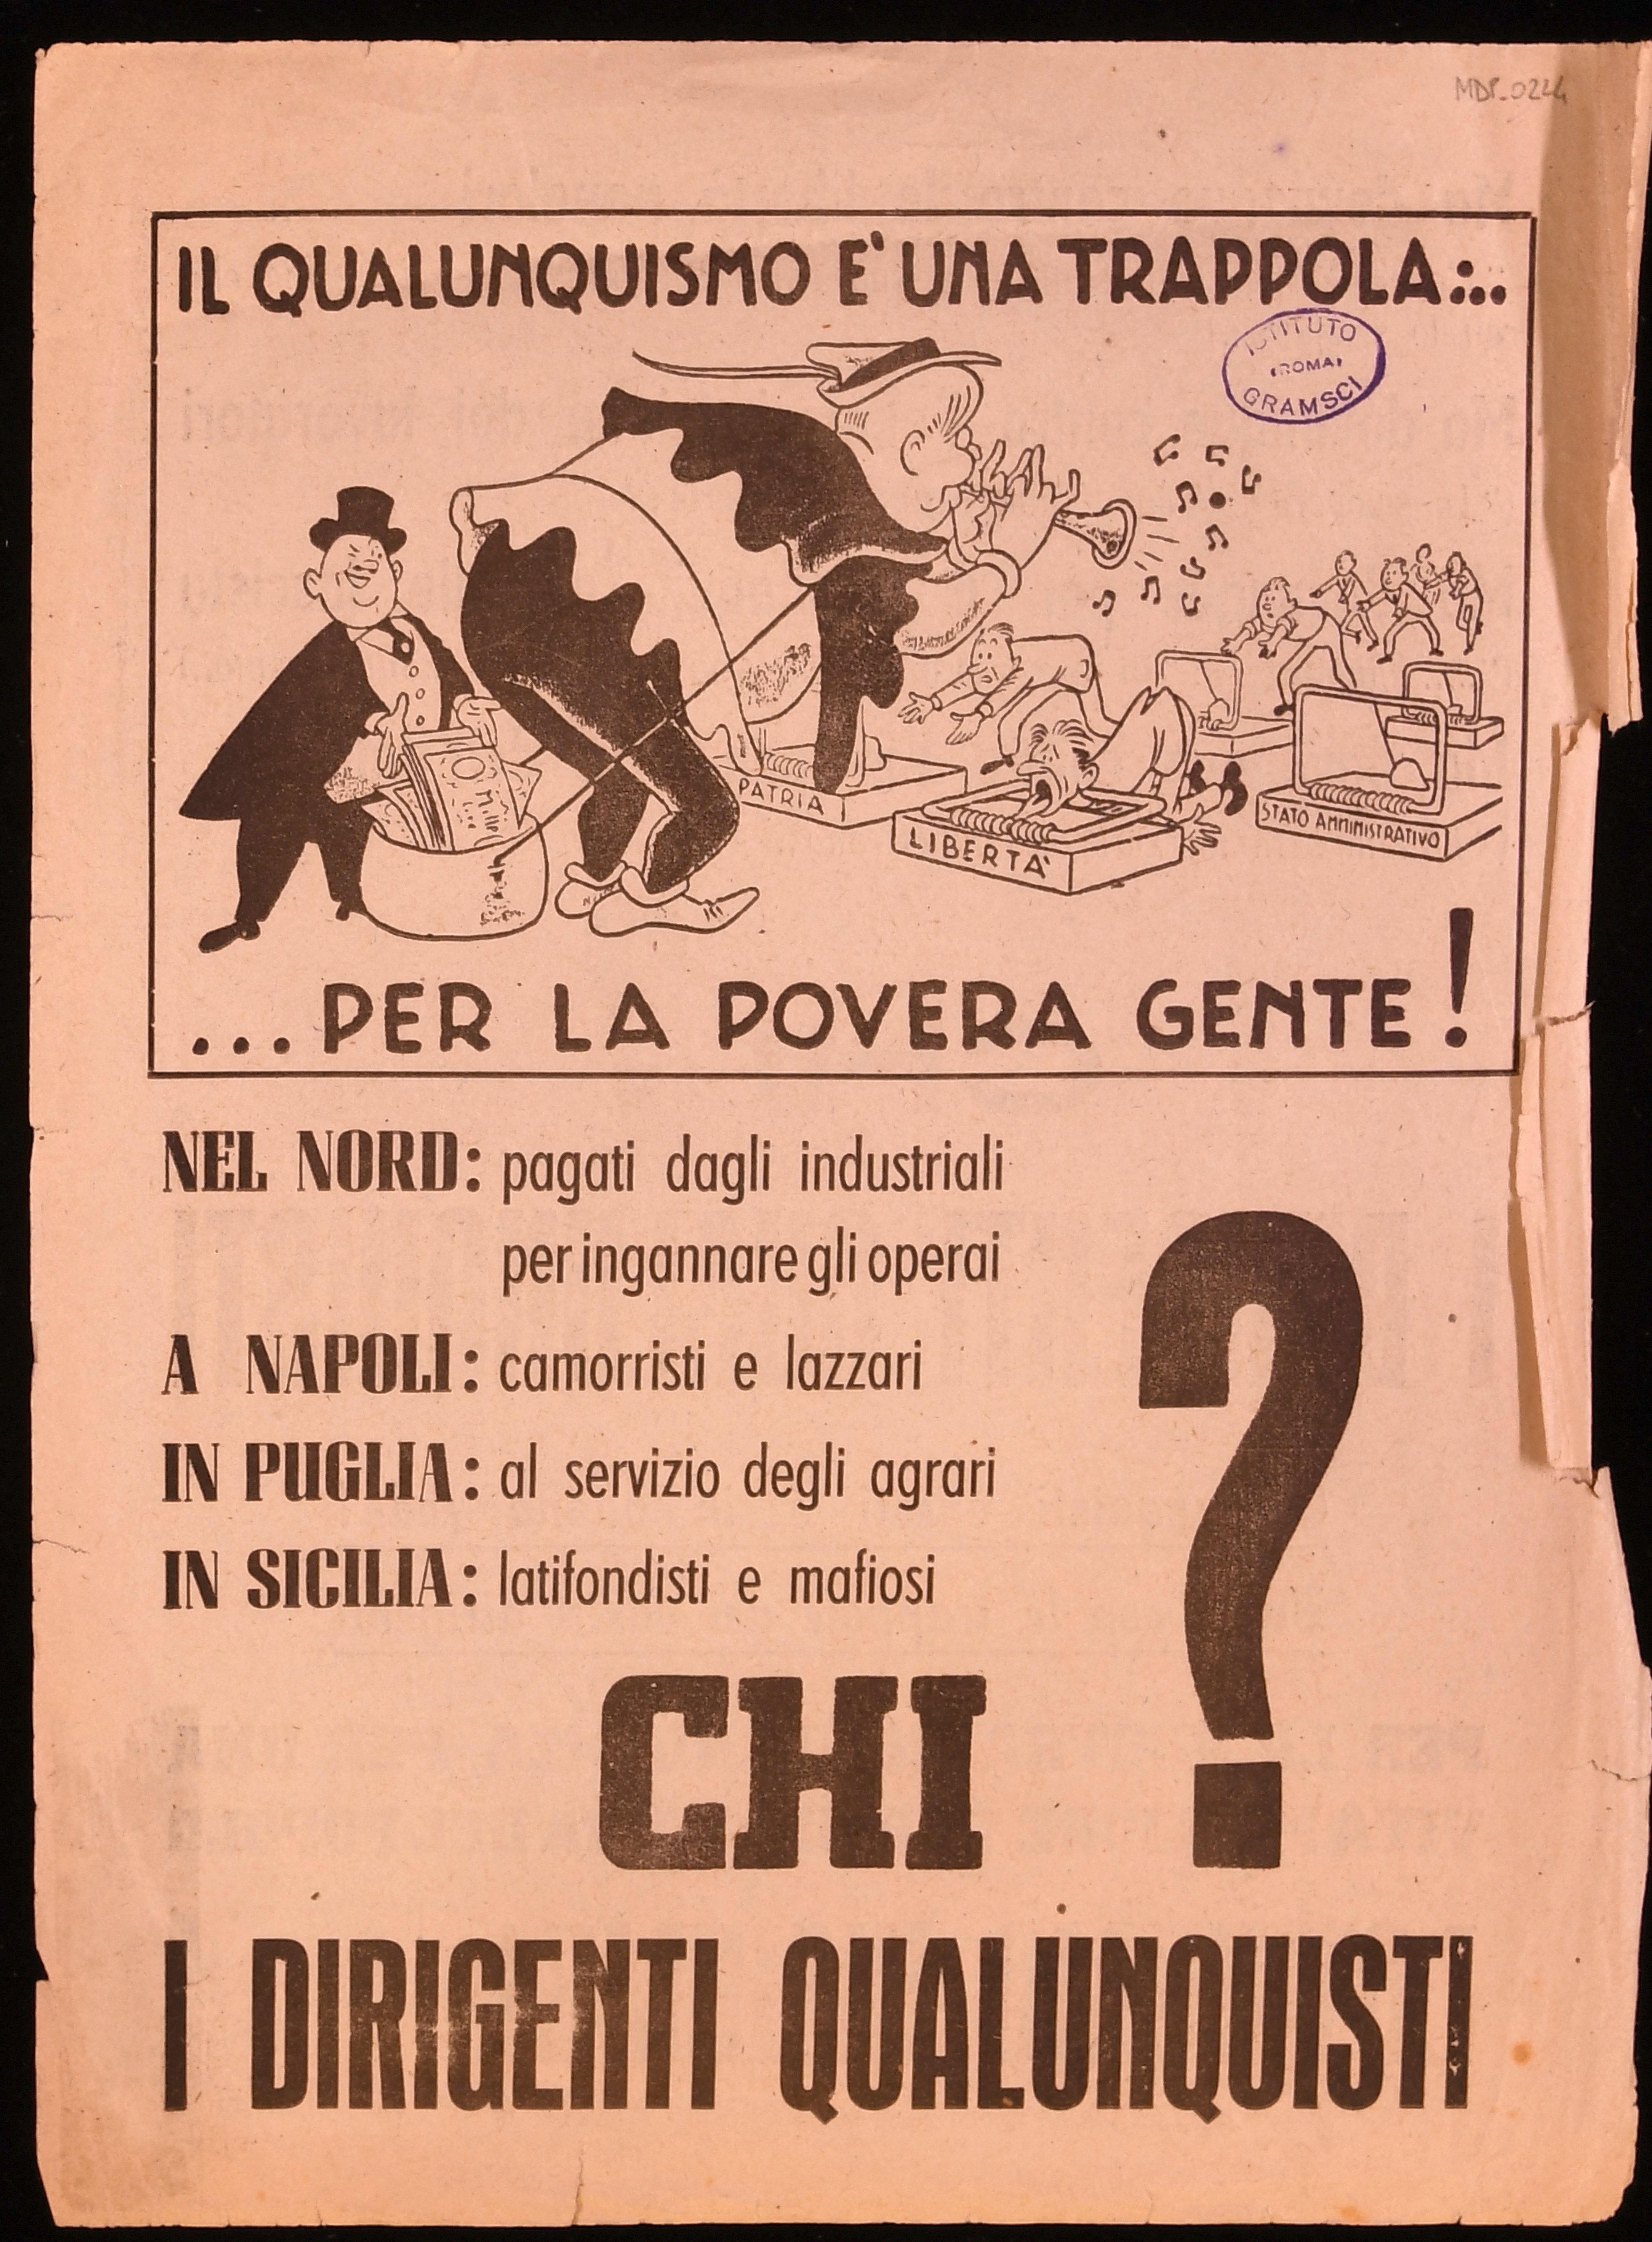 MDP_0224
IL QUALUNQUISMO E' UNA TRAPPOLA...
ISTITUTO
ROMA
GRAMSCI
PATRIA
LIBERTA'
STATO AMMINISTRATIVO
...PER LA POVERA GENTE!
NEL NORD: pagati dagli industriali
per ingannare gli operai
A NAPOLI: camorristi e lazzari
IN PUGLIA: al servizio degli agrari
IN SICILIA: latifondisti e mafiosi
CHI ?
I DIRIGENTI QUALUNQUISTI